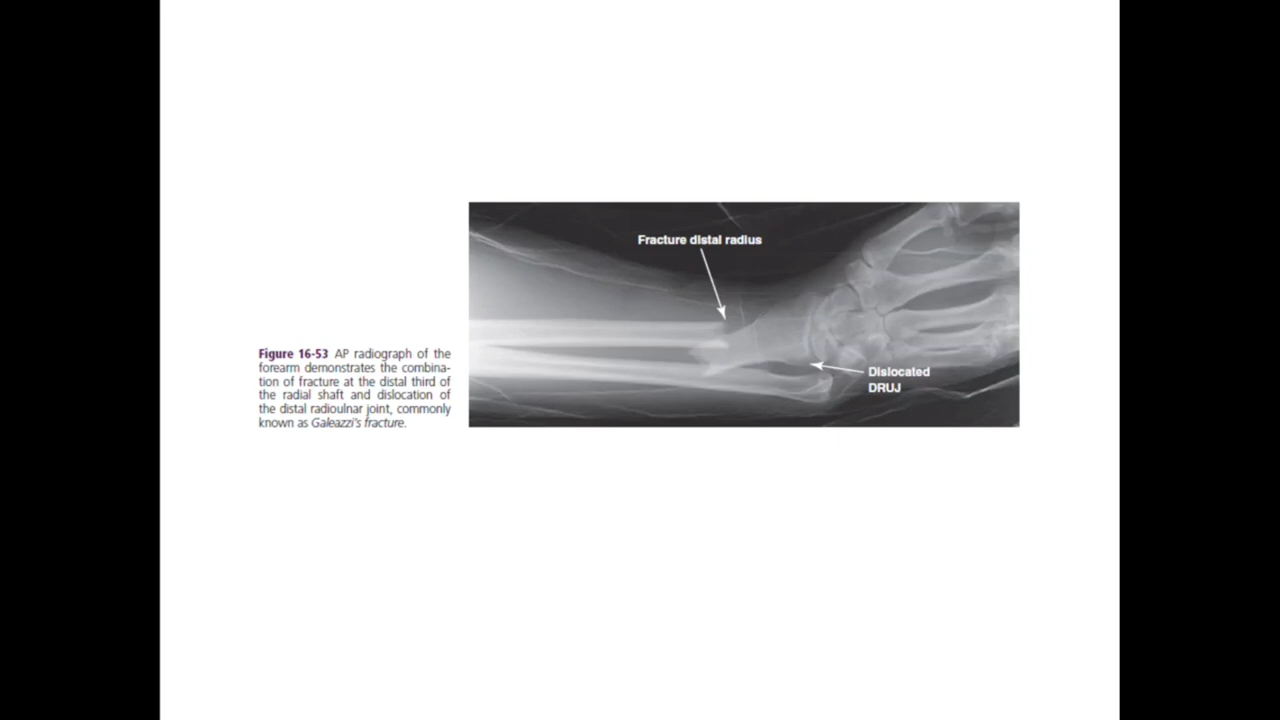 Fracture distal radius
Figure 16-53 AP radiograph of the
forearm demonstrates the combina-
tion of fracture at the distal third of
the radial shaft and dislocation of
the distal radioulnar joint, commonly
known as Galeazzi's fracture.
Dislocated
DRUJ